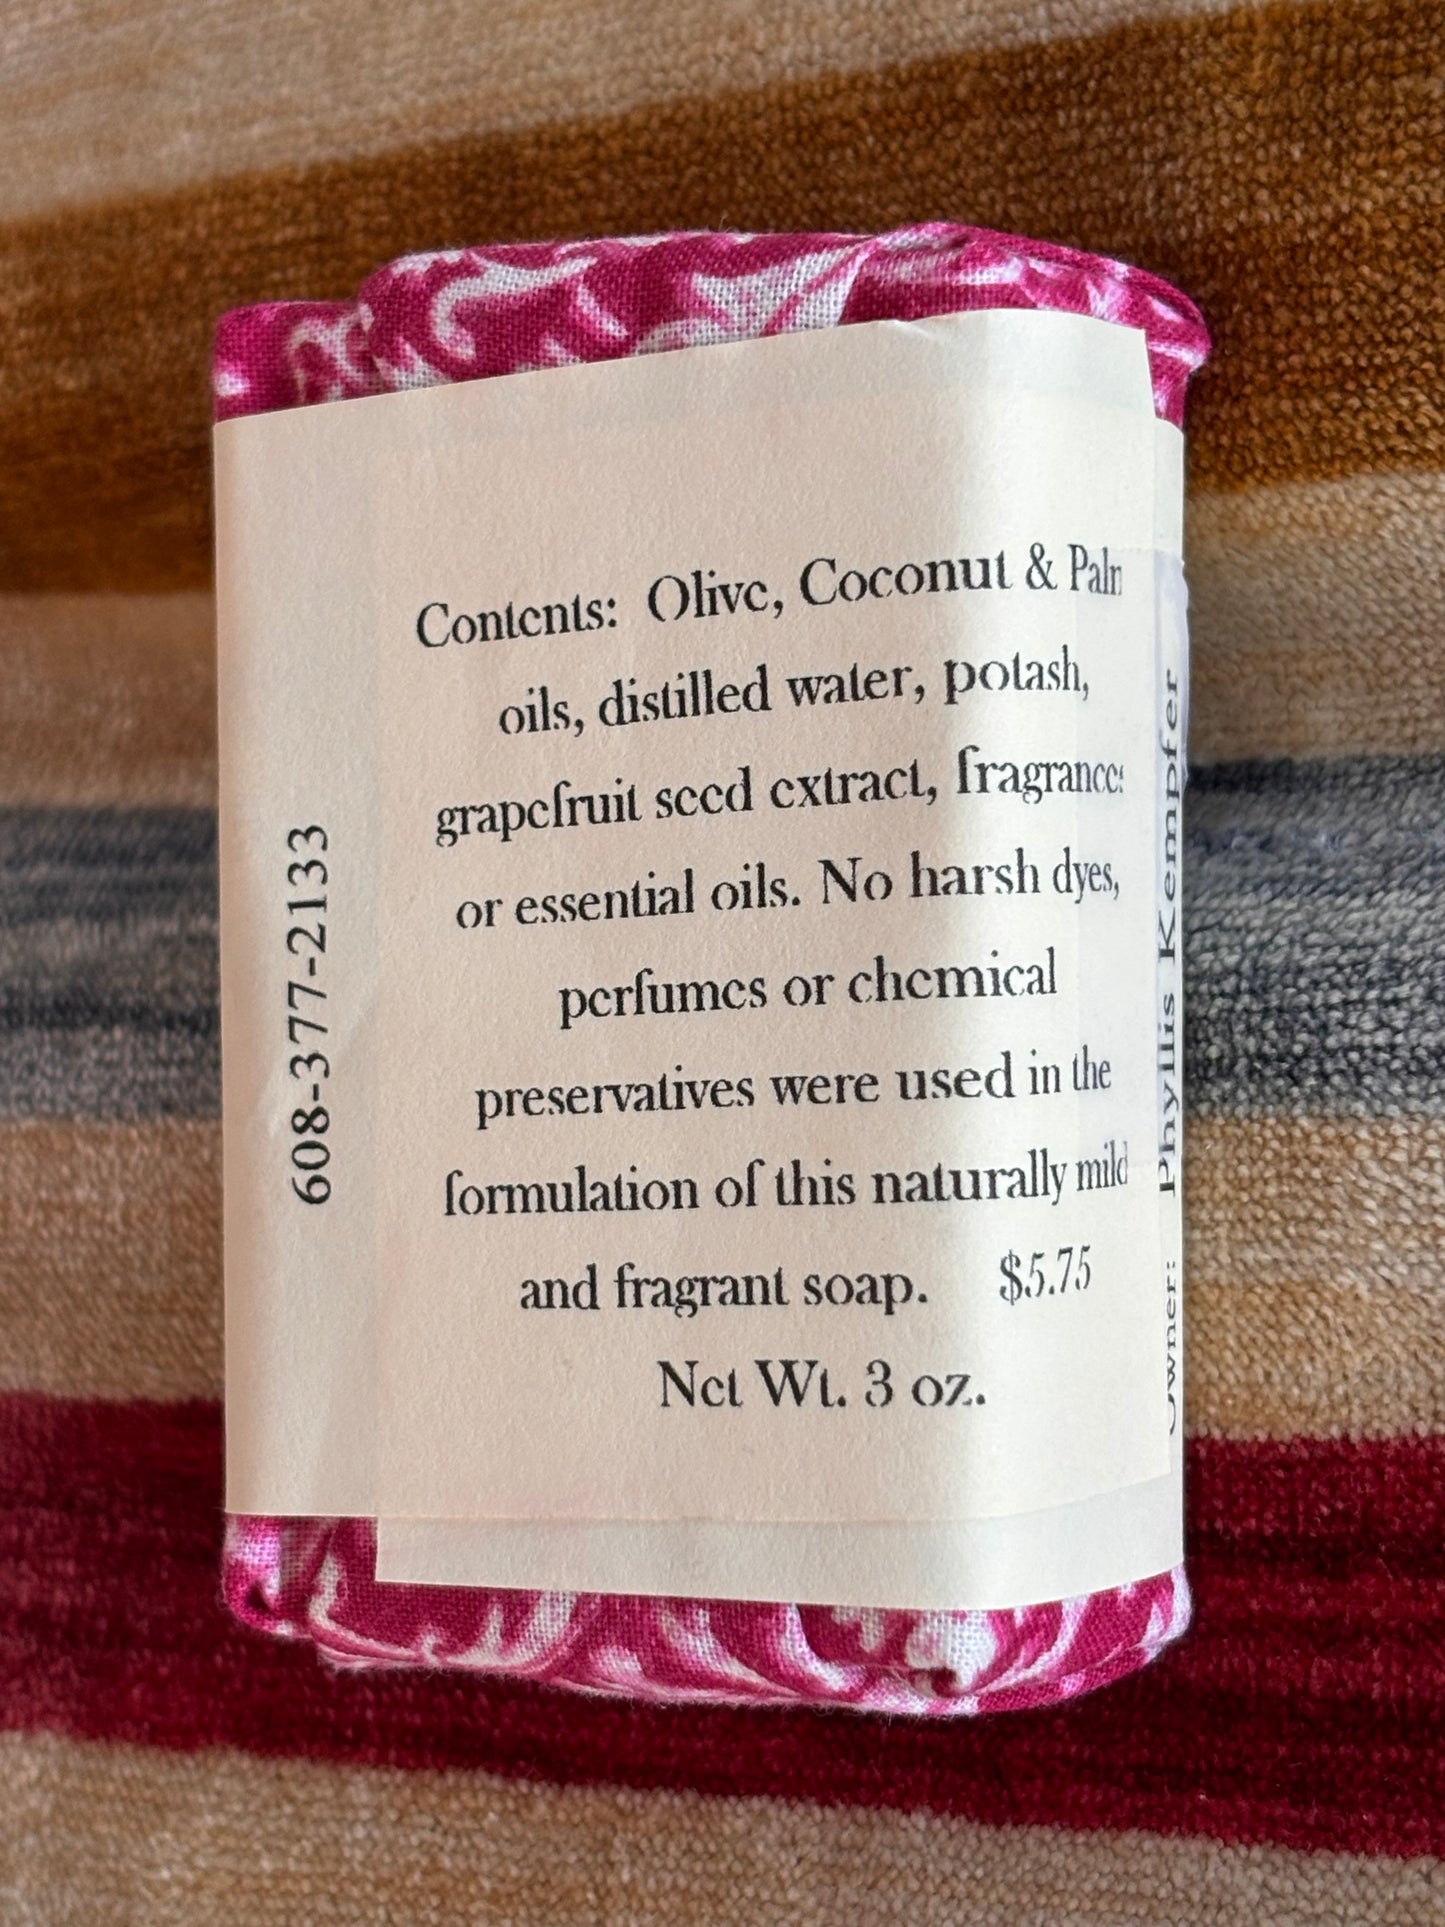 Contents: Olive, Coconut & Palm
oils, distilled water, potash,
grapefruit seed extract, fragrances
or essential oils. No harsh dyes,
perfumes or chemical
preservatives were used in the
formulation of this naturally mild
and fragrant soap. $5.75
Net Wt. 3 oz.
608-377-2133
Owner: Phyllis Kempfer